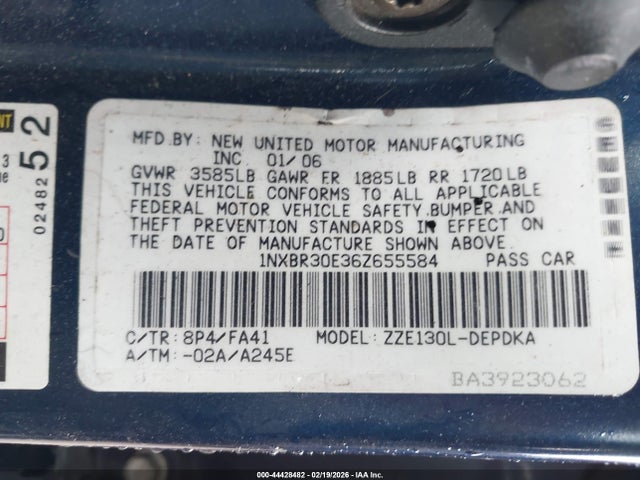 MFD.BY: NEW UNITED MOTOR MANUFACTURING
INC 01/06
GVWR 3585LB GAWR FR 1885LB RR 1720LB
THIS VEHICLE CONFORMS TO ALL APPLICABLE
FEDERAL MOTOR VEHICLE SAFETY, BUMPER, AND
THEFT PREVENTION STANDARDS IN EFFECT ON
THE DATE OF MANUFACTURE SHOWN ABOVE.
1NXBR30E36Z655584 PASS CAR
C/TR: 8P4/FA41 MODEL: ZZE130L-DEPDKA
A/TM: -02A/A245E
BA3923062
02482
52
000-44428482 - 02/19/2026 - IAA Inc.